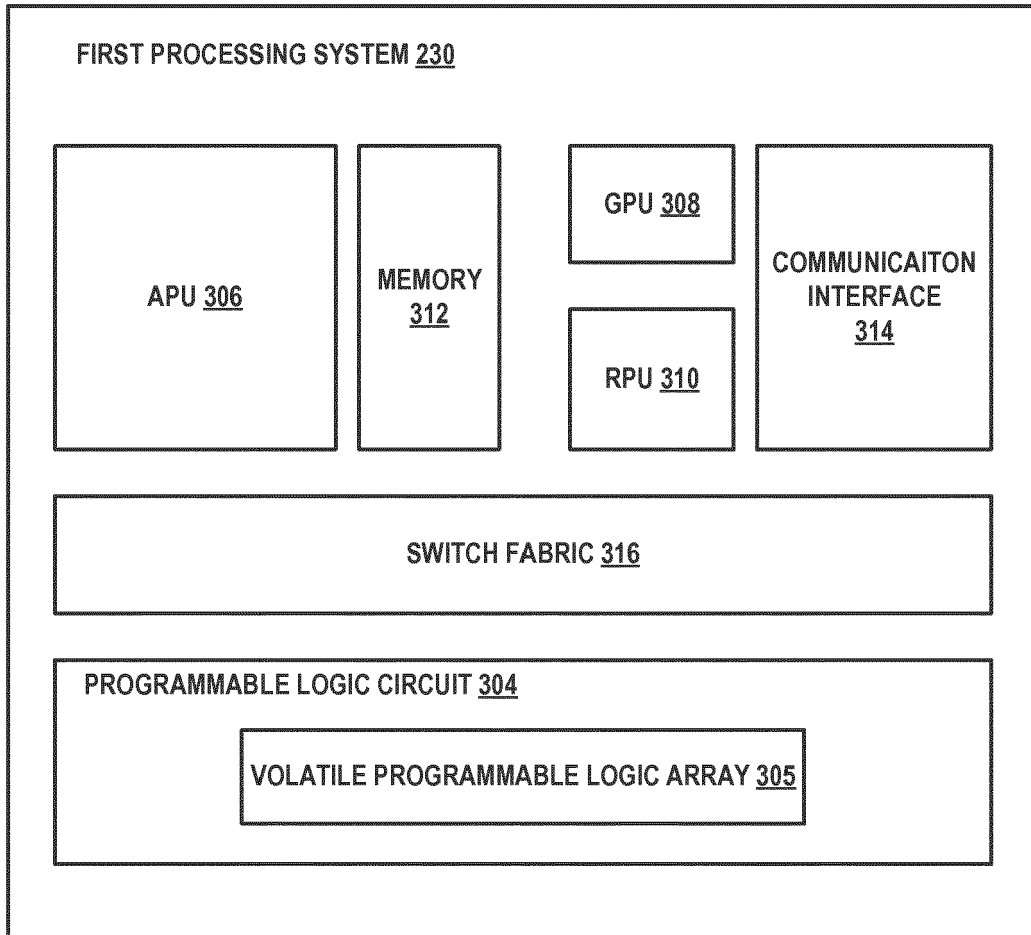 FIRST PROCESSING SYSTEM 230
APU 306
MEMORY
312
GPU 308
RPU 310
COMMUNICAITON
INTERFACE
314
SWITCH FABRIC 316
PROGRAMMABLE LOGIC CIRCUIT 304
VOLATILE PROGRAMMABLE LOGIC ARRAY 305